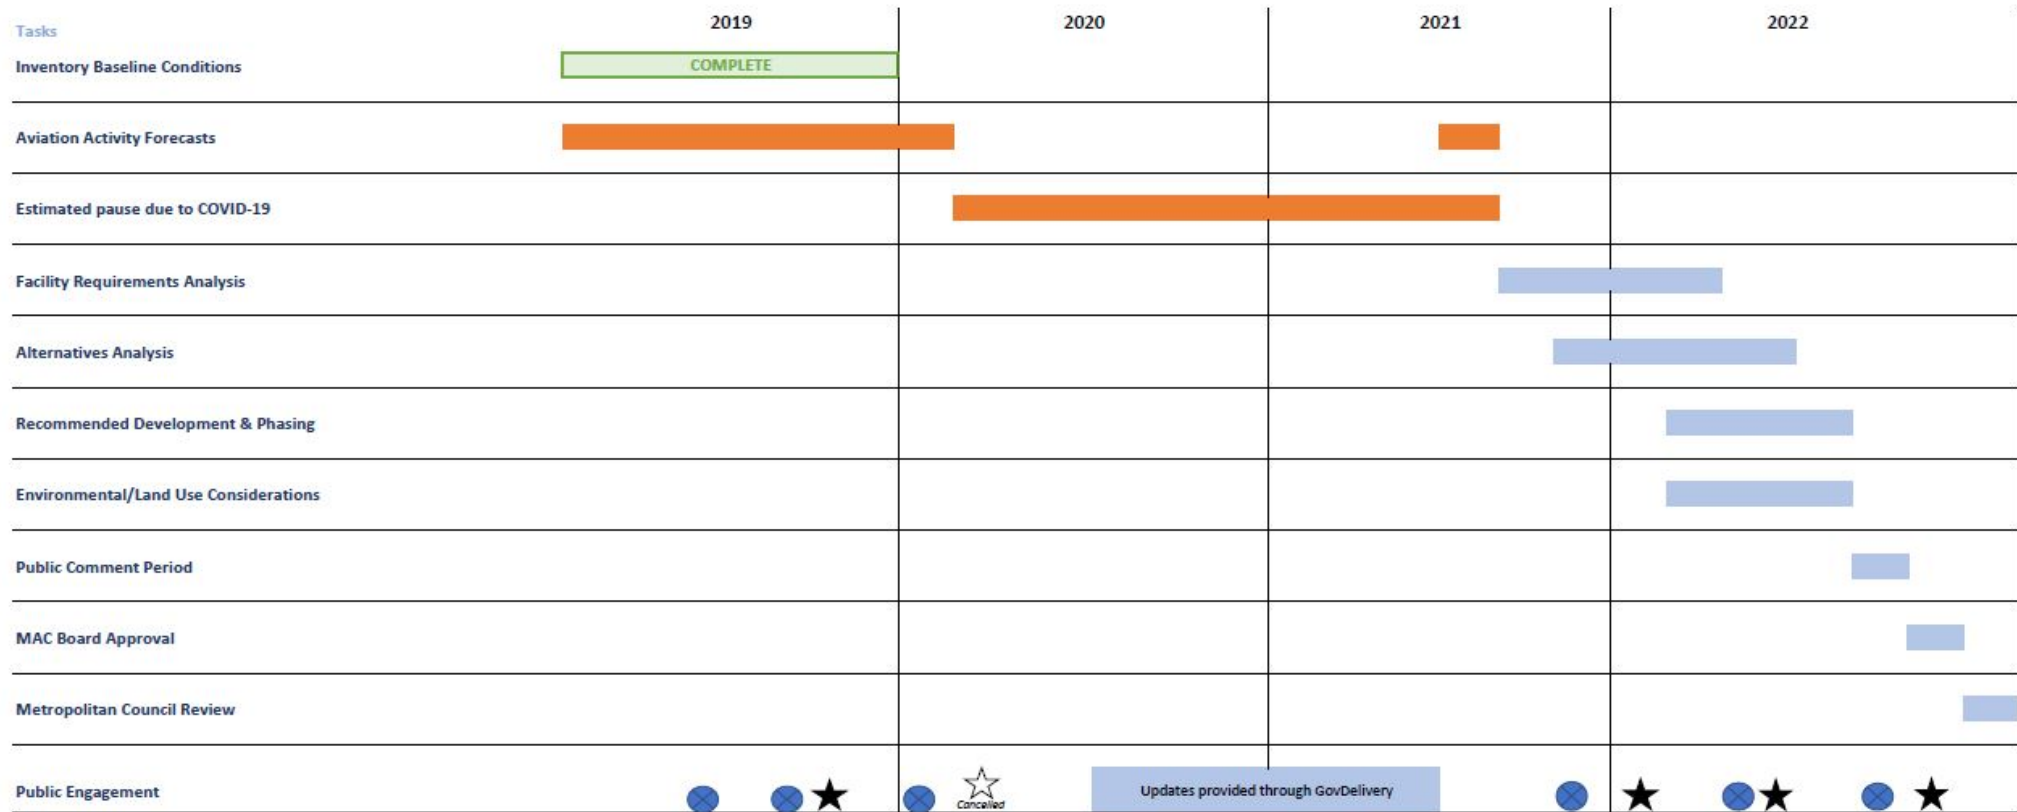 2019 2020 2021 2022
Tasks
Inventory Baseline Conditions COMPLETE
Aviation Activity Forecasts
Estimated pause due to COVID-19
Facility Requirements Analysis
Alternatives Analysis
Recommended Development & Phasing
Environmental/Land Use Considerations
Public Comment Period
MAC Board Approval
Metropolitan Council Review
Public Engagement Updates provided through GovDelivery
Cancelled